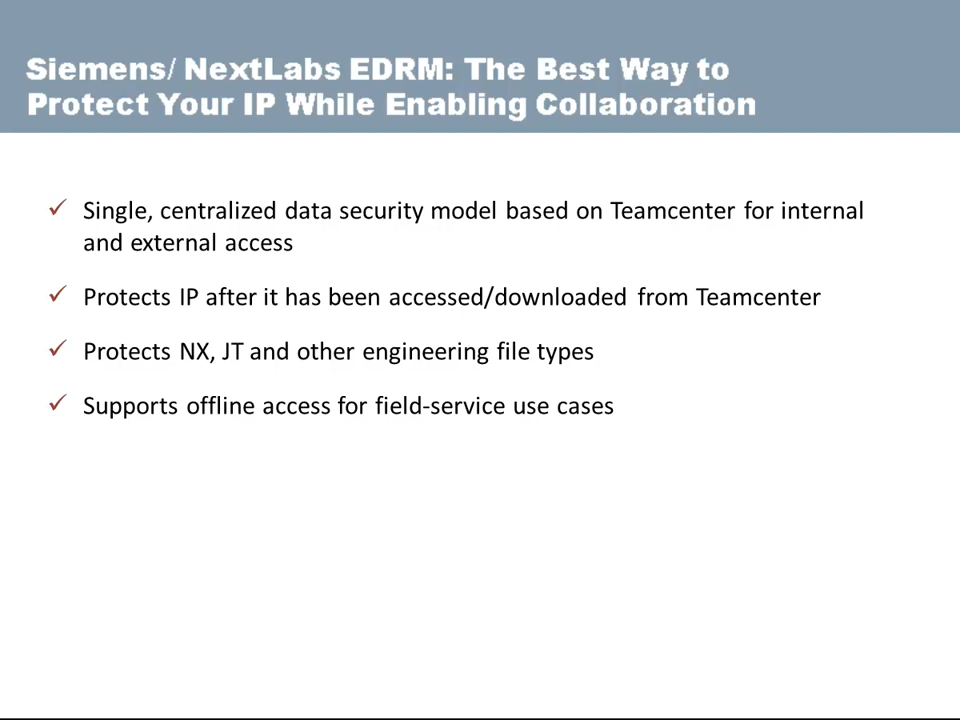 Siemens/ NextLabs EDRM: The Best Way to
Protect Your IP While Enabling Collaboration
✓ Single, centralized data security model based on Teamcenter for internal
and external access
✓ Protects IP after it has been accessed/downloaded from Teamcenter
✓ Protects NX, JT and other engineering file types
✓ Supports offline access for field-service use cases